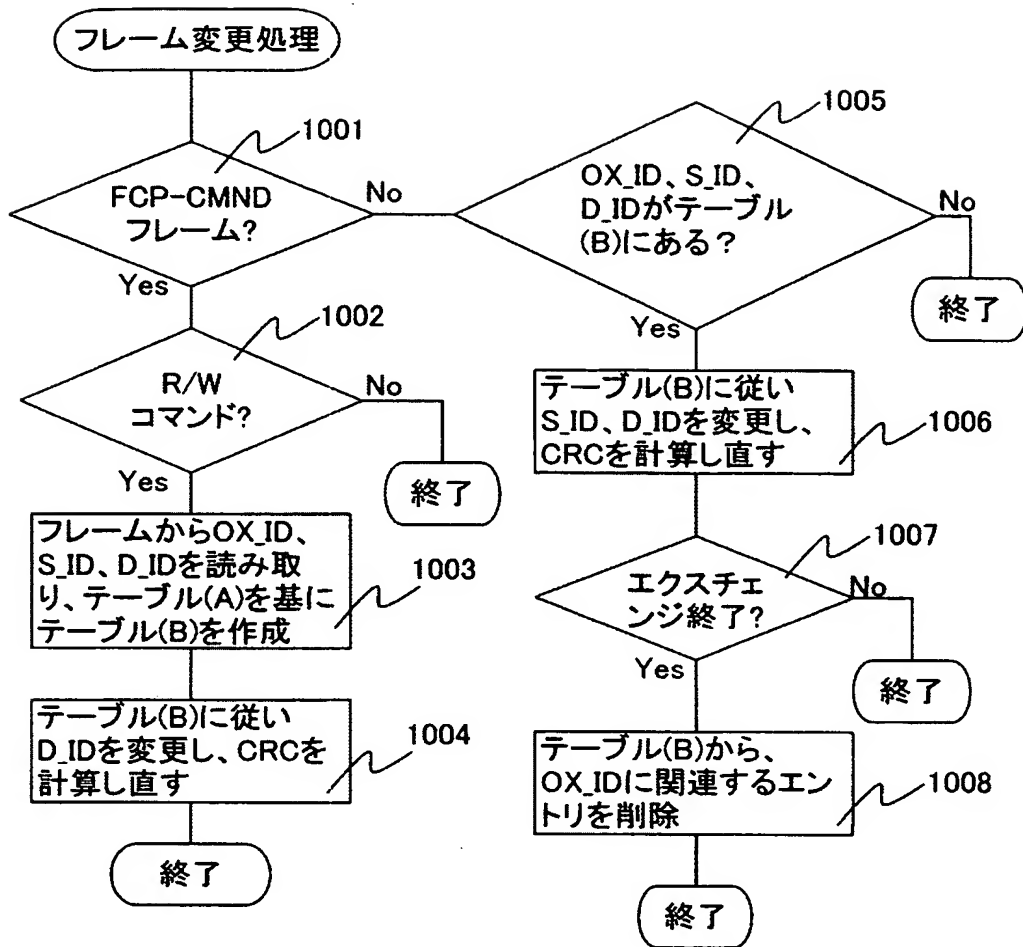 フレーム変更処理
1001
FCP-CMND
フレーム?
No
Yes
1002
R/W
コマンド?
No
終了
Yes
フレームからOX_ID、
S_ID、D_IDを読み取
り、テーブル(A)を基に
テーブル(B)を作成
1003
テーブル(B)に従い
D_IDを変更し、CRCを
計算し直す
1004
終了
1005
OX_ID、S_ID、
D_IDがテーブル
(B)にある?
No
終了
Yes
テーブル(B)に従い
S_ID、D_IDを変更し、
CRCを計算し直す
1006
1007
エクスチェ
ンジ終了?
No
終了
Yes
テーブル(B)から、
OX_IDに関連するエン
トリを削除
1008
終了